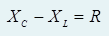 X_C − X_L = R